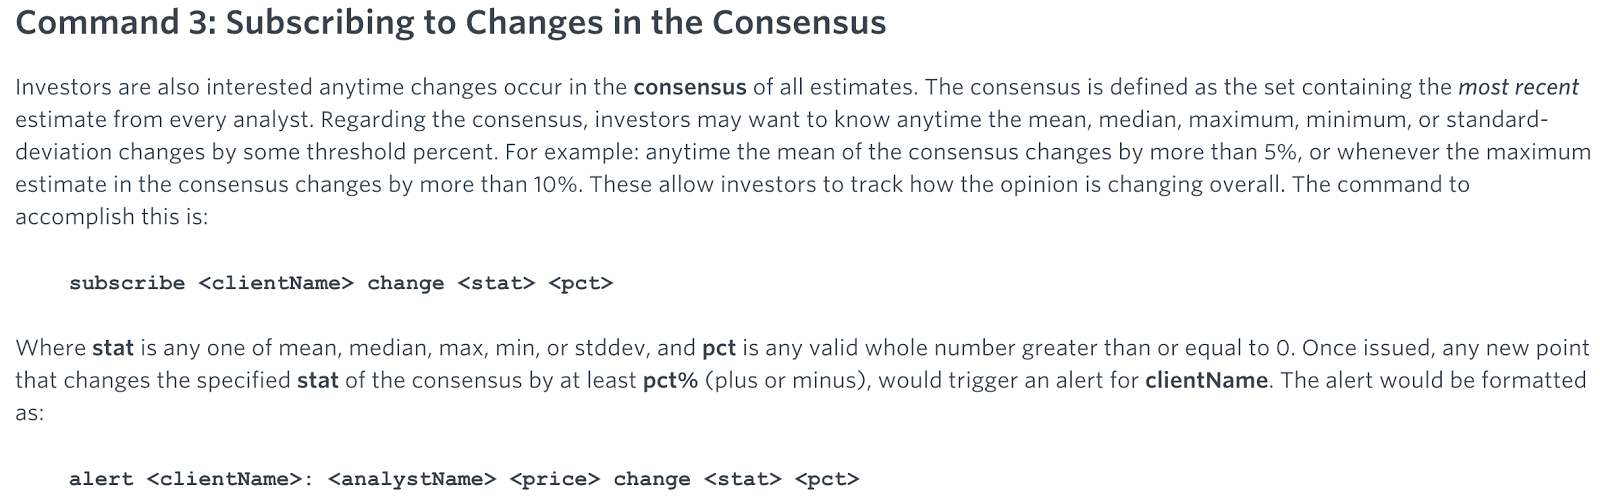 Command 3: Subscribing to Changes in the Consensus
Investors are also interested anytime changes occur in the consensus of all estimates. The consensus is defined as the set containing the most recent
estimate from every analyst. Regarding the consensus, investors may want to know anytime the mean, median, maximum, minimum, or standard-
deviation changes by some threshold percent. For example: anytime the mean of the consensus changes by more than 5%, or whenever the maximum
estimate in the consensus changes by more than 10%. These allow investors to track how the opinion is changing overall. The command to
accomplish this is:
subscribe <clientName> change <stat> <pct>
Where stat is any one of mean, median, max, min, or stddev, and pct is any valid whole number greater than or equal to 0. Once issued, any new point
that changes the specified stat of the consensus by at least pct% (plus or minus), would trigger an alert for clientName. The alert would be formatted
as:
alert <clientName>: <analystName> <price> change <stat> <pct>